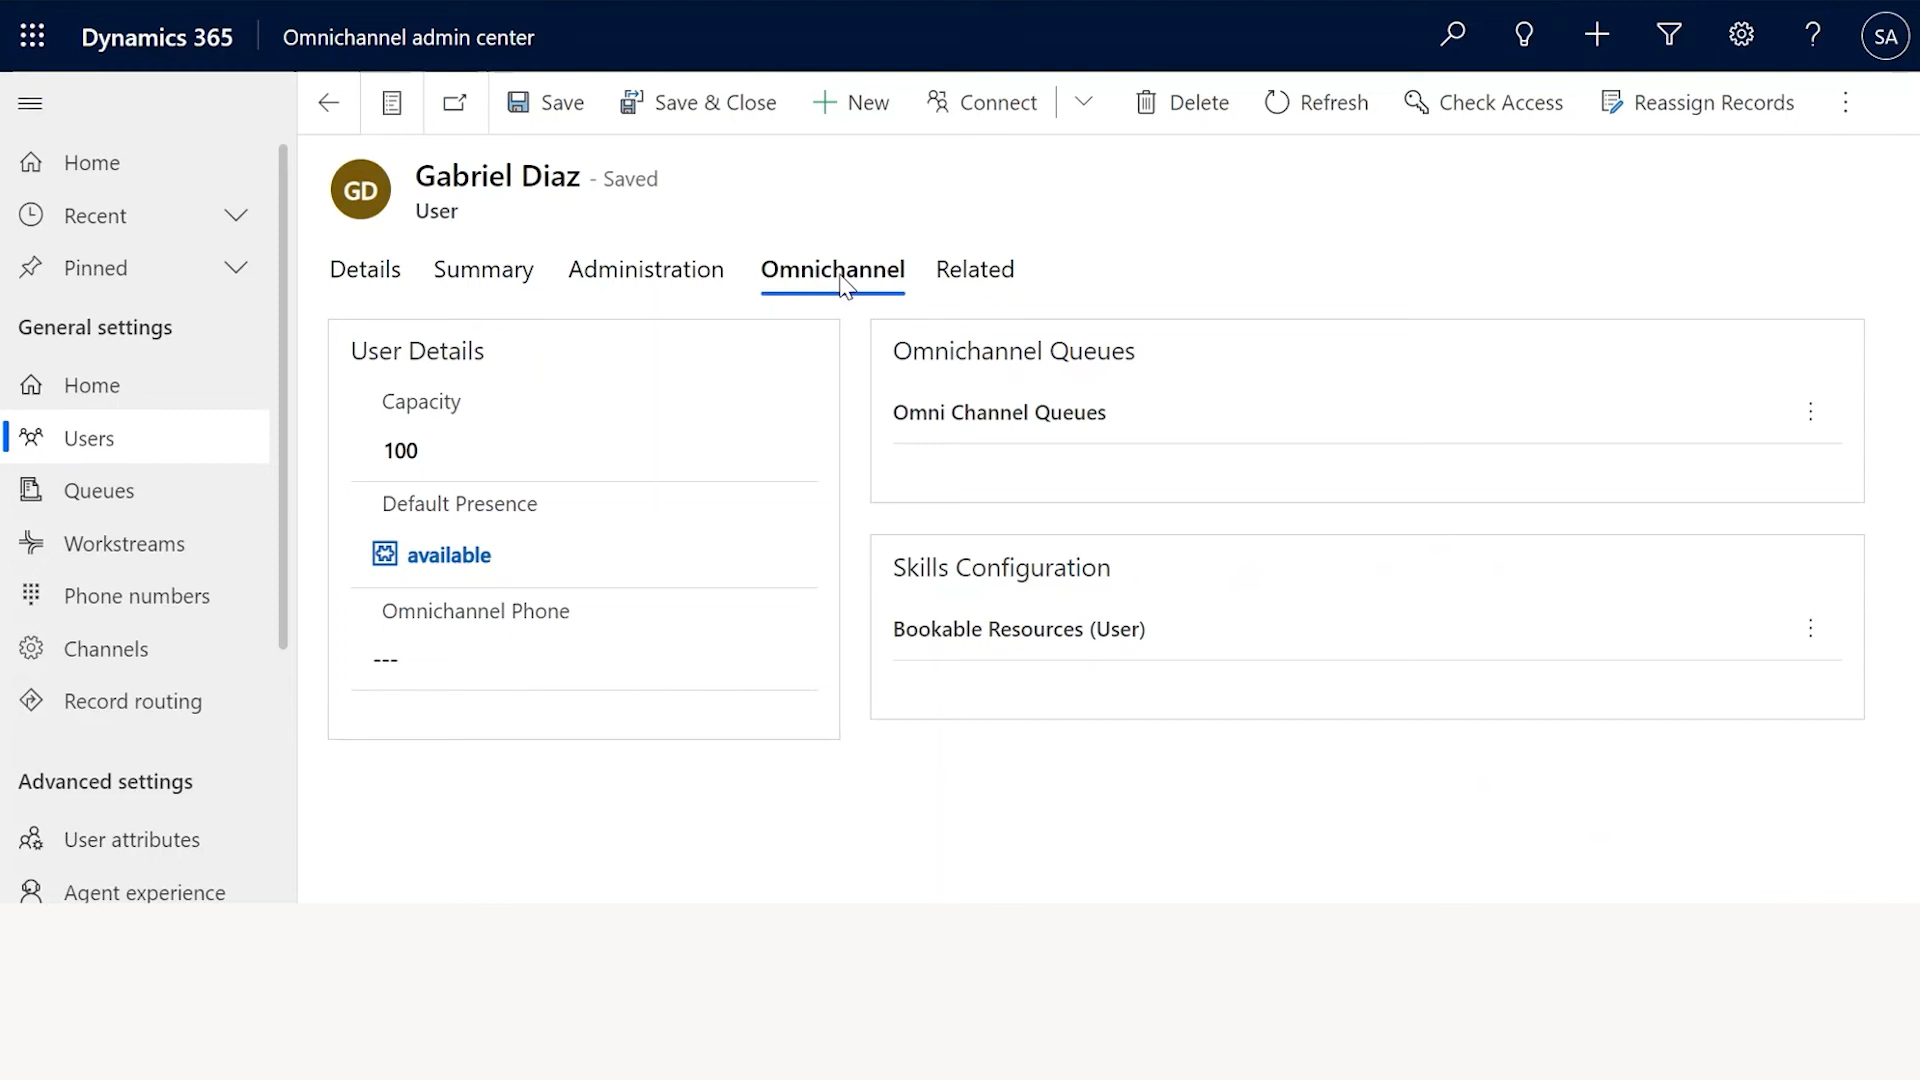 Dynamics 365
Omnichannel admin center
SA
Save
Save & Close
New
Connect
Delete
Refresh
Check Access
Reassign Records
Home
Recent
Pinned
General settings
Home
Users
Queues
Workstreams
Phone numbers
Channels
Record routing
Advanced settings
User attributes
Agent experience
GD
Gabriel Diaz - Saved
User
Details
Summary
Administration
Omnichannel
Related
User Details
Capacity
100
Default Presence
available
Omnichannel Phone
---
Omnichannel Queues
Omni Channel Queues
Skills Configuration
Bookable Resources (User)